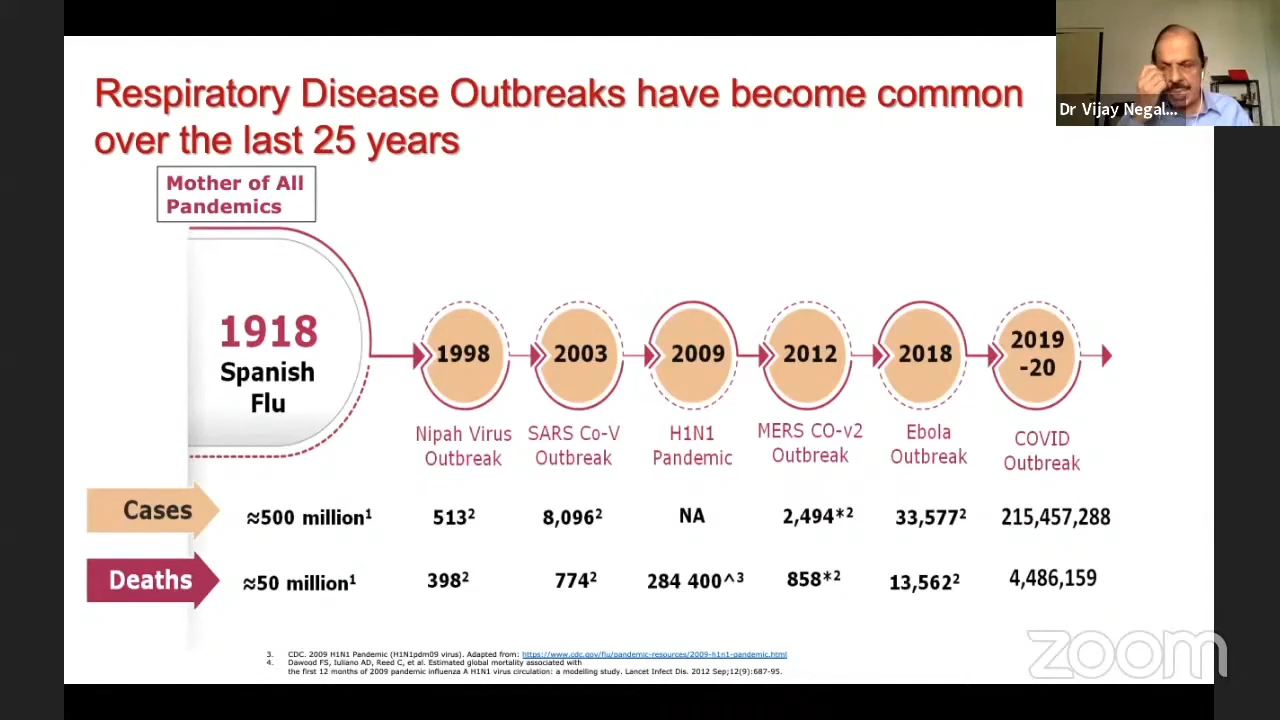 Respiratory Disease Outbreaks have become common
over the last 25 years
Dr Vijay Negal...
Mother of All
Pandemics
1918
Spanish
Flu
1998
2003
2009
2012
2018
2019
-20
Nipah Virus
Outbreak
SARS Co-V
Outbreak
H1N1
Pandemic
MERS CO-v2
Outbreak
Ebola
Outbreak
COVID
Outbreak
Cases
≈500 million¹
513²
8,096²
NA
2,494*²
33,577²
215,457,288
Deaths
≈50 million¹
398²
774²
284 400^³
858*²
13,562²
4,486,159
3. CDC. 2009 H1N1 Pandemic (H1N1pdm09 virus). Adapted from: https://www.cdc.gov/flu/pandemic-resources/2009-h1n1-pandemic.html
4. Dawood FS, Iuliano AD, Reed C, et al. Estimated global mortality associated with
the first 12 months of 2009 pandemic influenza A H1N1 virus circulation: a modelling study. Lancet Infect Dis. 2012 Sep;12(9):687-95.
zoom